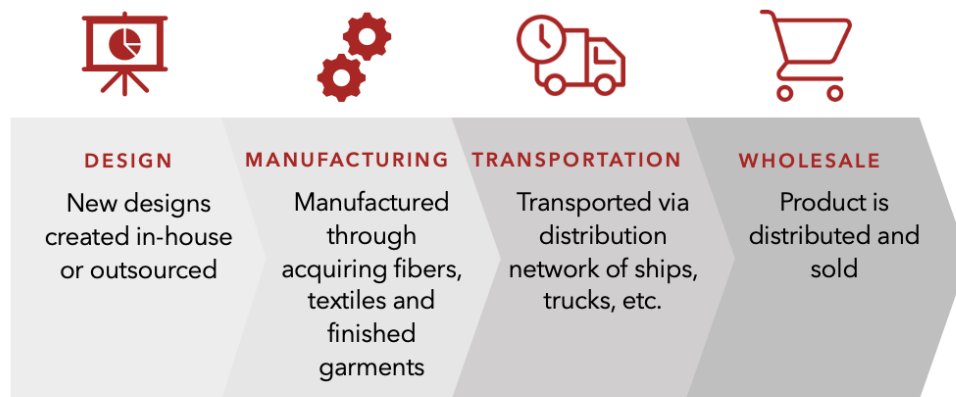 DESIGN
New designs
created in-house
or outsourced
MANUFACTURING
Manufactured
through
acquiring fibers,
textiles and
finished
garments
TRANSPORTATION
Transported via
distribution
network of ships,
trucks, etc.
WHOLESALE
Product is
distributed and
sold